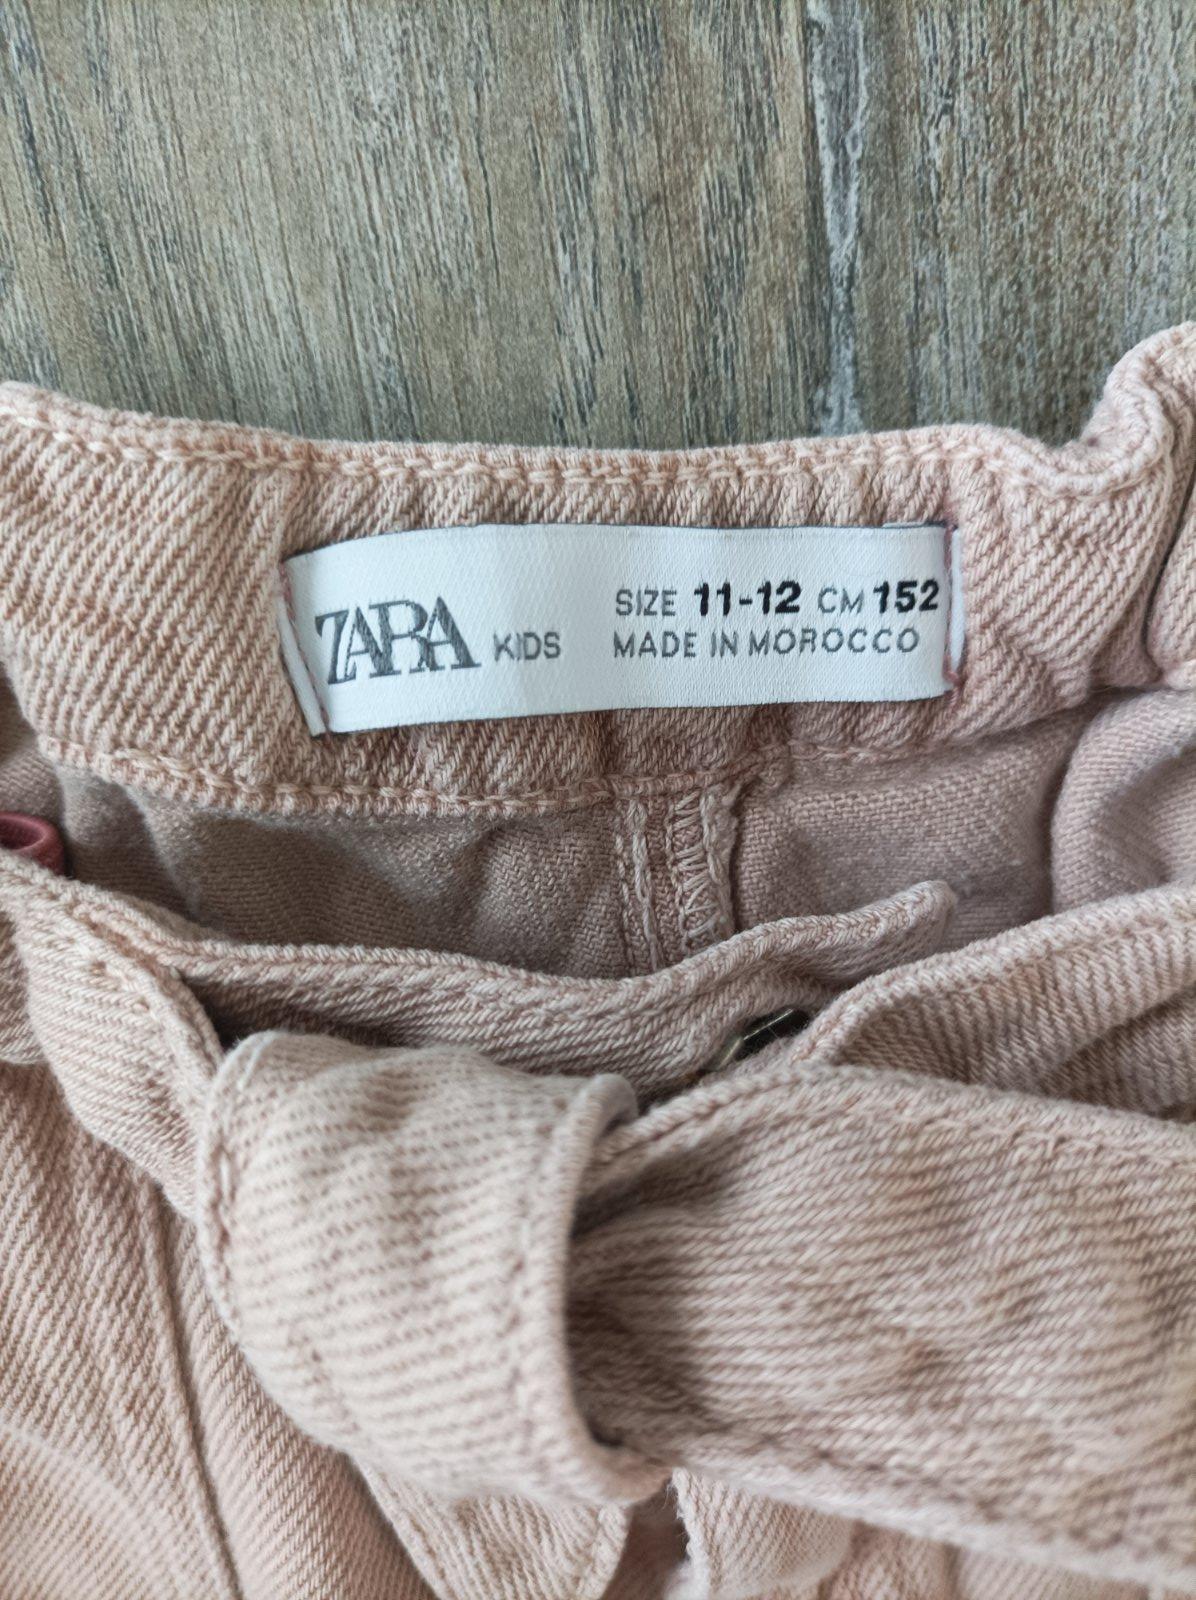 ZARA KIDS
SIZE 11-12 CM 152
MADE IN MOROCCO